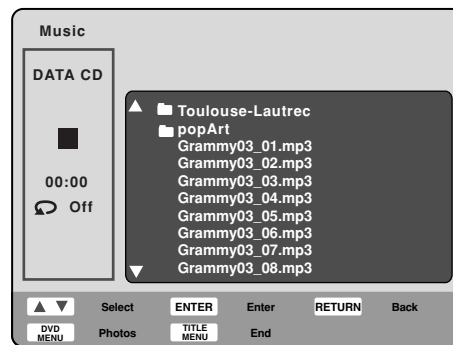 Music
DATA CD
00:00
Off
Toulouse-Lautrec
popArt
Grammy03_01.mp3
Grammy03_02.mp3
Grammy03_03.mp3
Grammy03_04.mp3
Grammy03_05.mp3
Grammy03_06.mp3
Grammy03_07.mp3
Grammy03_08.mp3
Select ENTER Enter RETURN Back
DVD MENU Photos TITLE MENU End